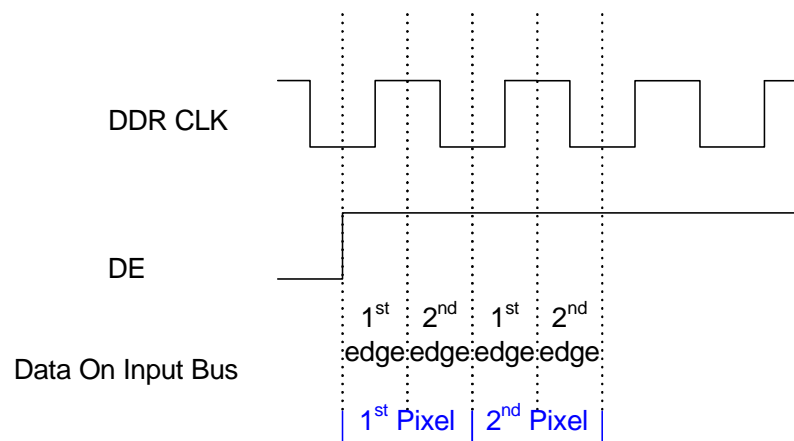 DDR CLK
DE
1st 2nd 1st 2nd
edge edge edge edge
Data On Input Bus
1st Pixel 2nd Pixel